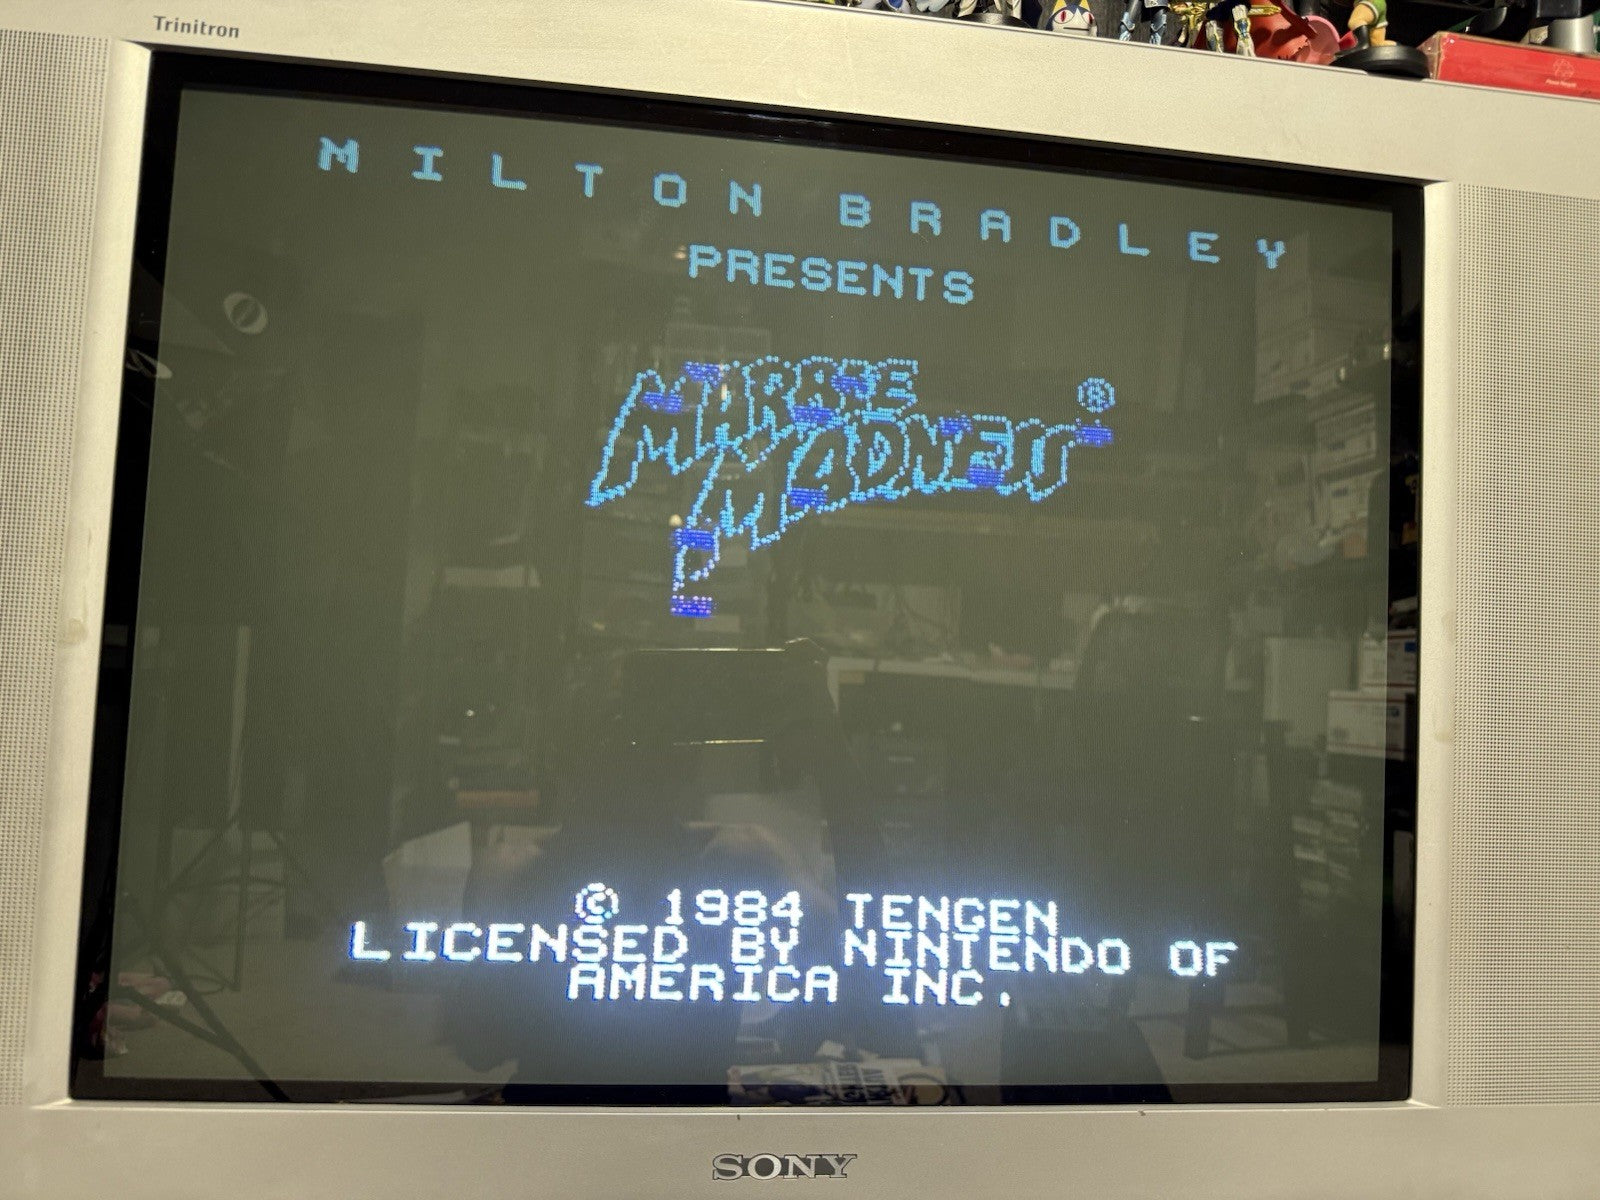 Trinitron
MILTON BRADLEY
PRESENTS
MARBLE
MADNESS ®
© 1984 TENGEN
LICENSED BY NINTENDO OF
AMERICA INC.
SONY